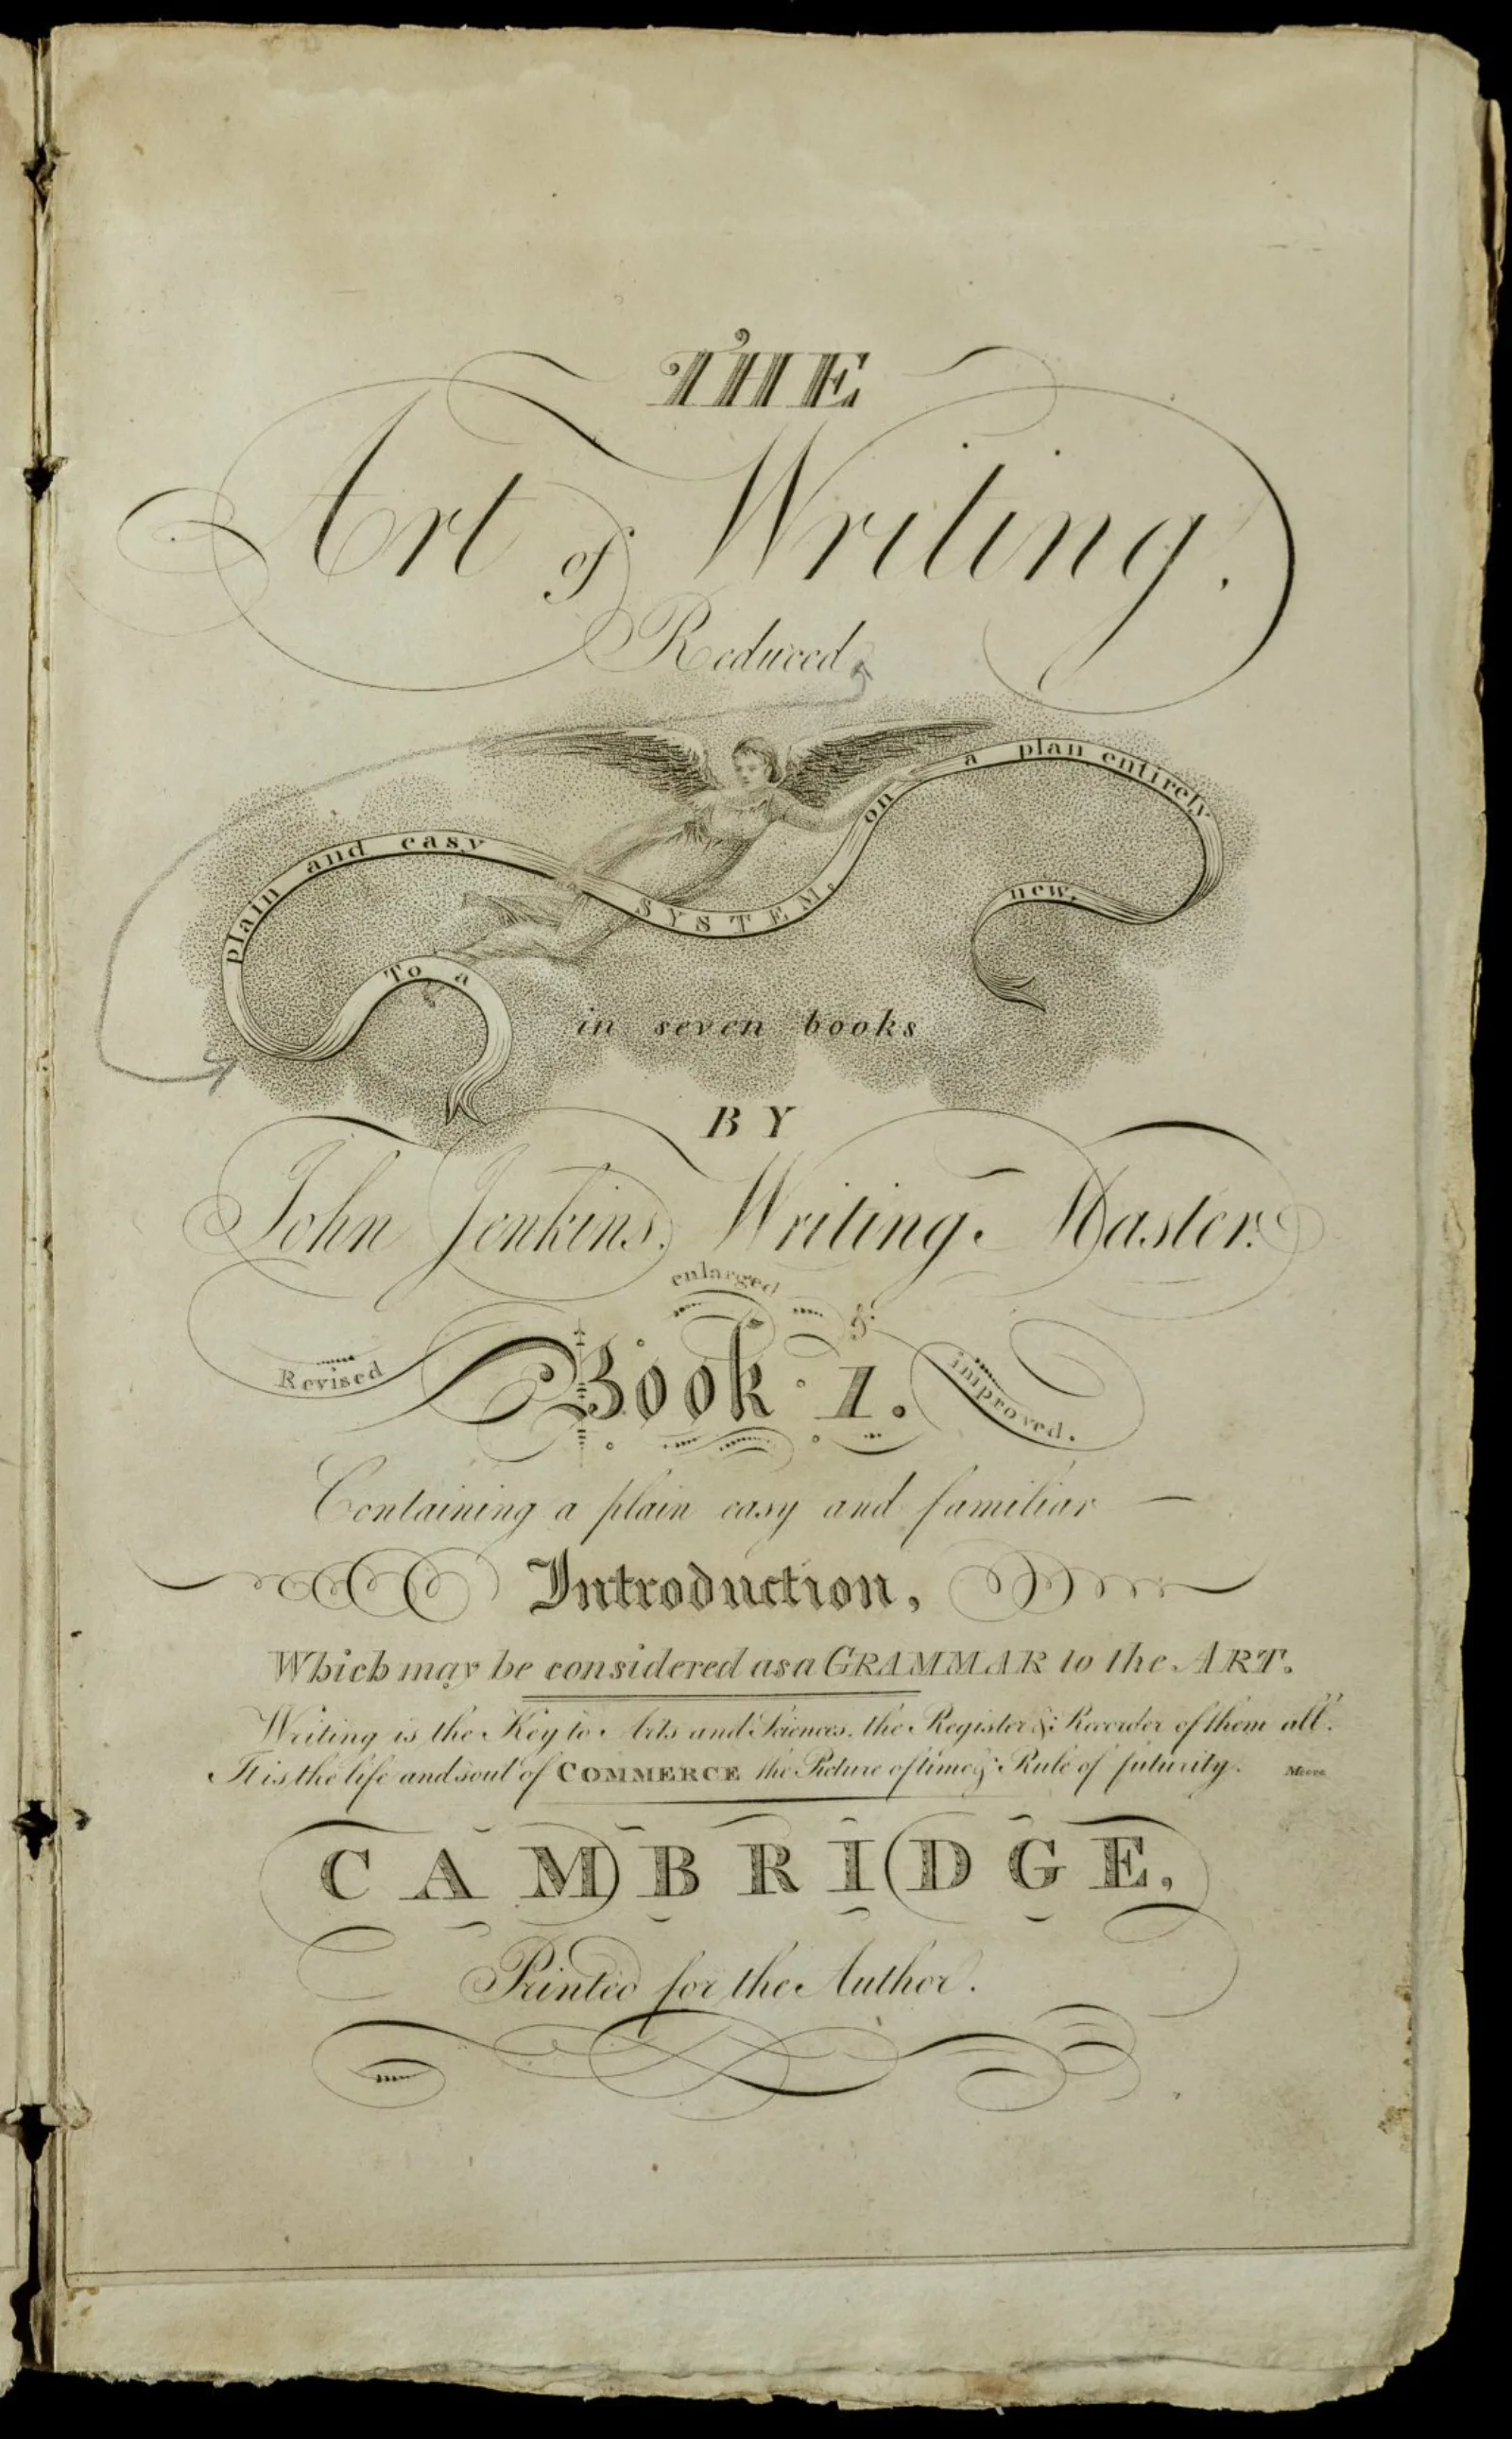 THE
Art of Writing,
Reduced
To a plain and easy SYSTEM, on a plan entirely new,
in seven books
BY
John Jenkins, Writing Master.
Revised enlarged & improved.
Book 1.
Containing a plain easy and familiar —
Introduction,
Which may be considered as a GRAMMAR to the ART.
Writing is the Key to Arts and Sciences, the Register & Recorder of them all.
It is the life and soul of COMMERCE the Picture of time & Rule of futurity. Moore
CAMBRIDGE,
Printed for the Author.